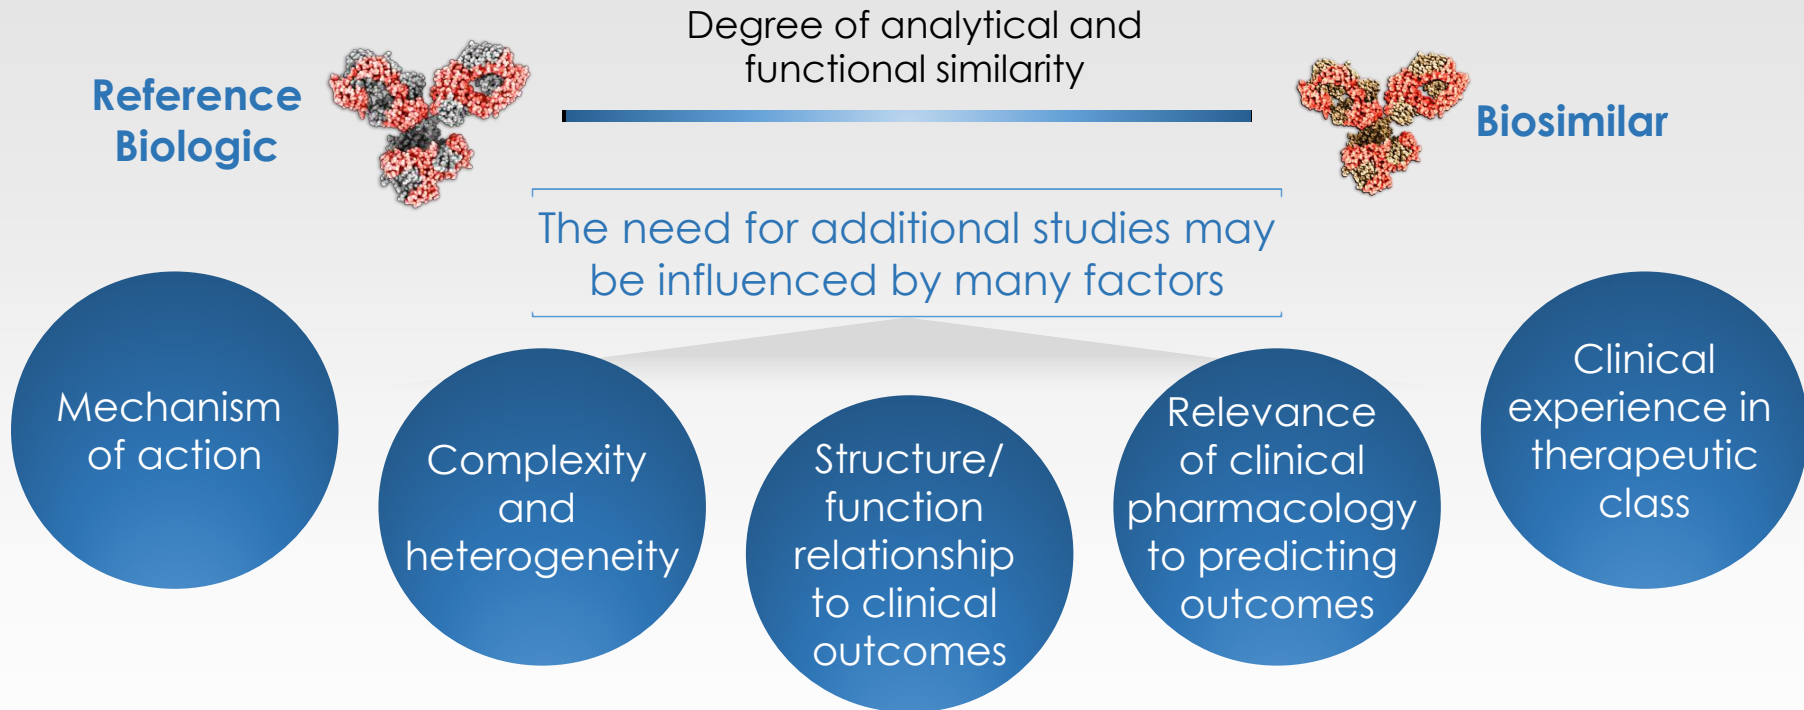 Degree of analytical and
functional similarity
Reference
Biologic
Biosimilar
The need for additional studies may
be influenced by many factors
Mechanism
of action
Complexity
and
heterogeneity
Structure/
function
relationship
to clinical
outcomes
Relevance
of clinical
pharmacology
to predicting
outcomes
Clinical
experience in
therapeutic
class